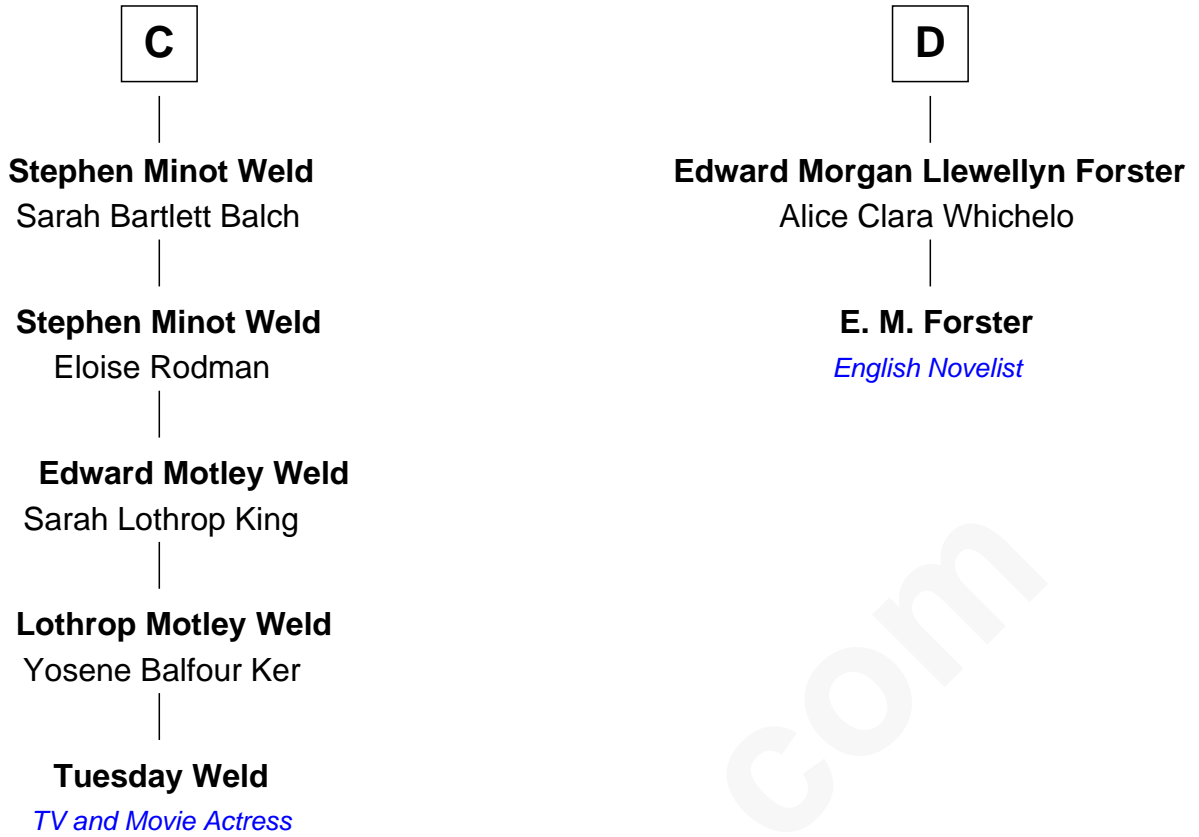 C
Stephen Minot Weld
Sarah Bartlett Balch
Stephen Minot Weld
Eloise Rodman
Edward Motley Weld
Sarah Lothrop King
Lothrop Motley Weld
Yosene Balfour Ker
Tuesday Weld
TV and Movie Actress
D
Edward Morgan Llewellyn Forster
Alice Clara Whichelo
E. M. Forster
English Novelist
com